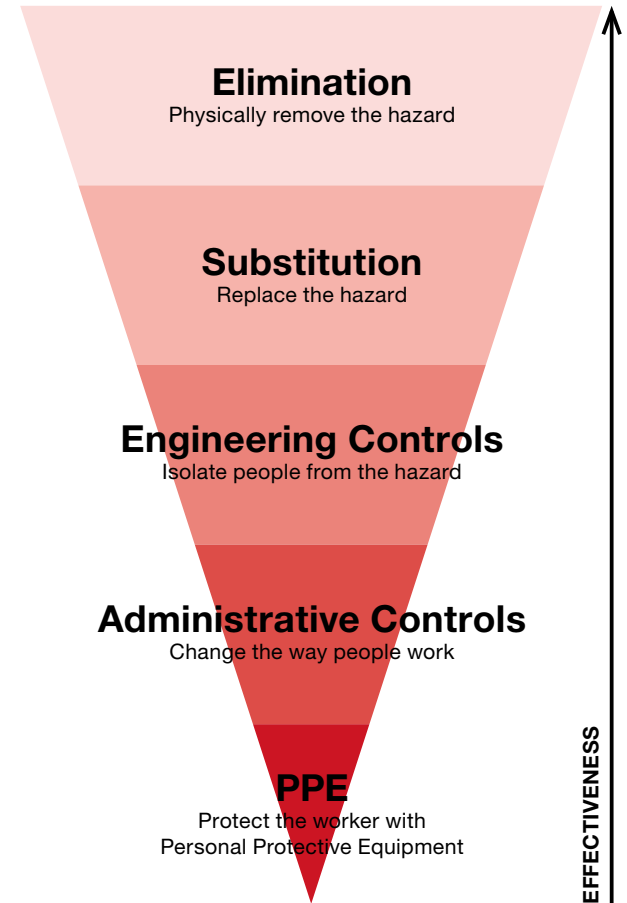 Elimination
Physically remove the hazard
Substitution
Replace the hazard
Engineering Controls
Isolate people from the hazard
Administrative Controls
Change the way people work
PPE
Protect the worker with
Personal Protective Equipment
EFFECTIVENESS